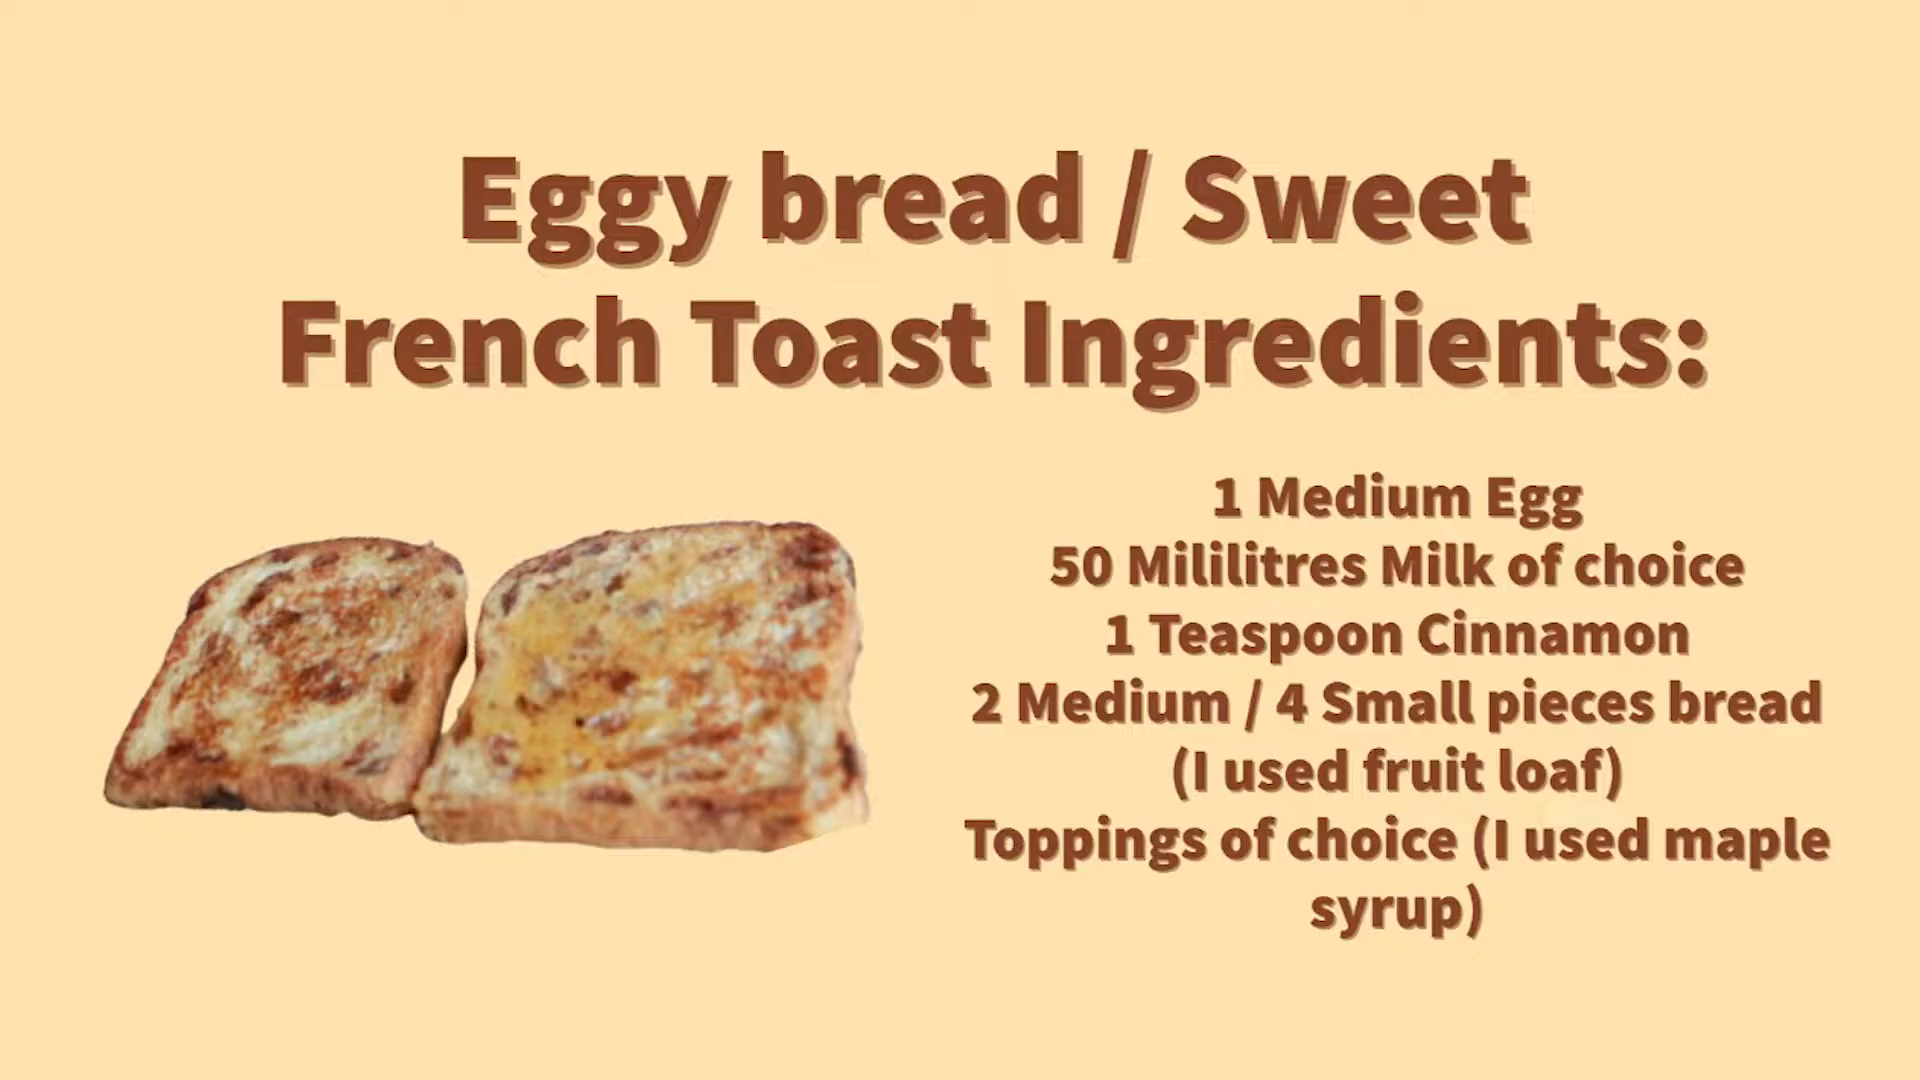 Eggy bread / Sweet
French Toast Ingredients:
1 Medium Egg
50 Mililitres Milk of choice
1 Teaspoon Cinnamon
2 Medium / 4 Small pieces bread
(I used fruit loaf)
Toppings of choice (I used maple
syrup)